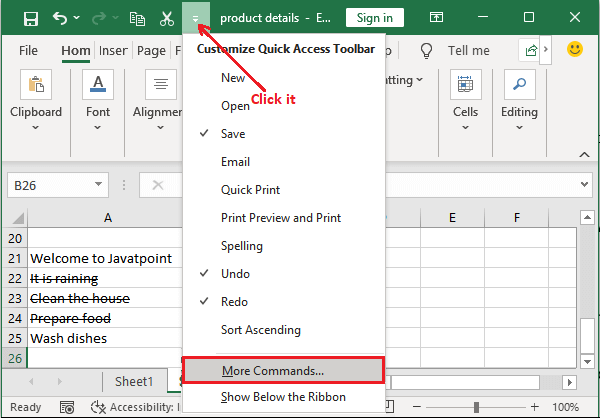 product details - E...
Sign in
File
Hom
Inser
Page
Tell me
Customize Quick Access Toolbar
New
Click it
Open
Save
Email
Quick Print
Print Preview and Print
Spelling
Undo
Redo
Sort Ascending
More Commands...
Show Below the Ribbon
Clipboard
Font
Alignmen
atting
Cells
Editing
B26
A
E
F
20
21 Welcome to Javatpoint
22 It is raining
23 Clean the house
24 Prepare food
25 Wash dishes
26
Sheet1
Ready
Accessibility: I
100%